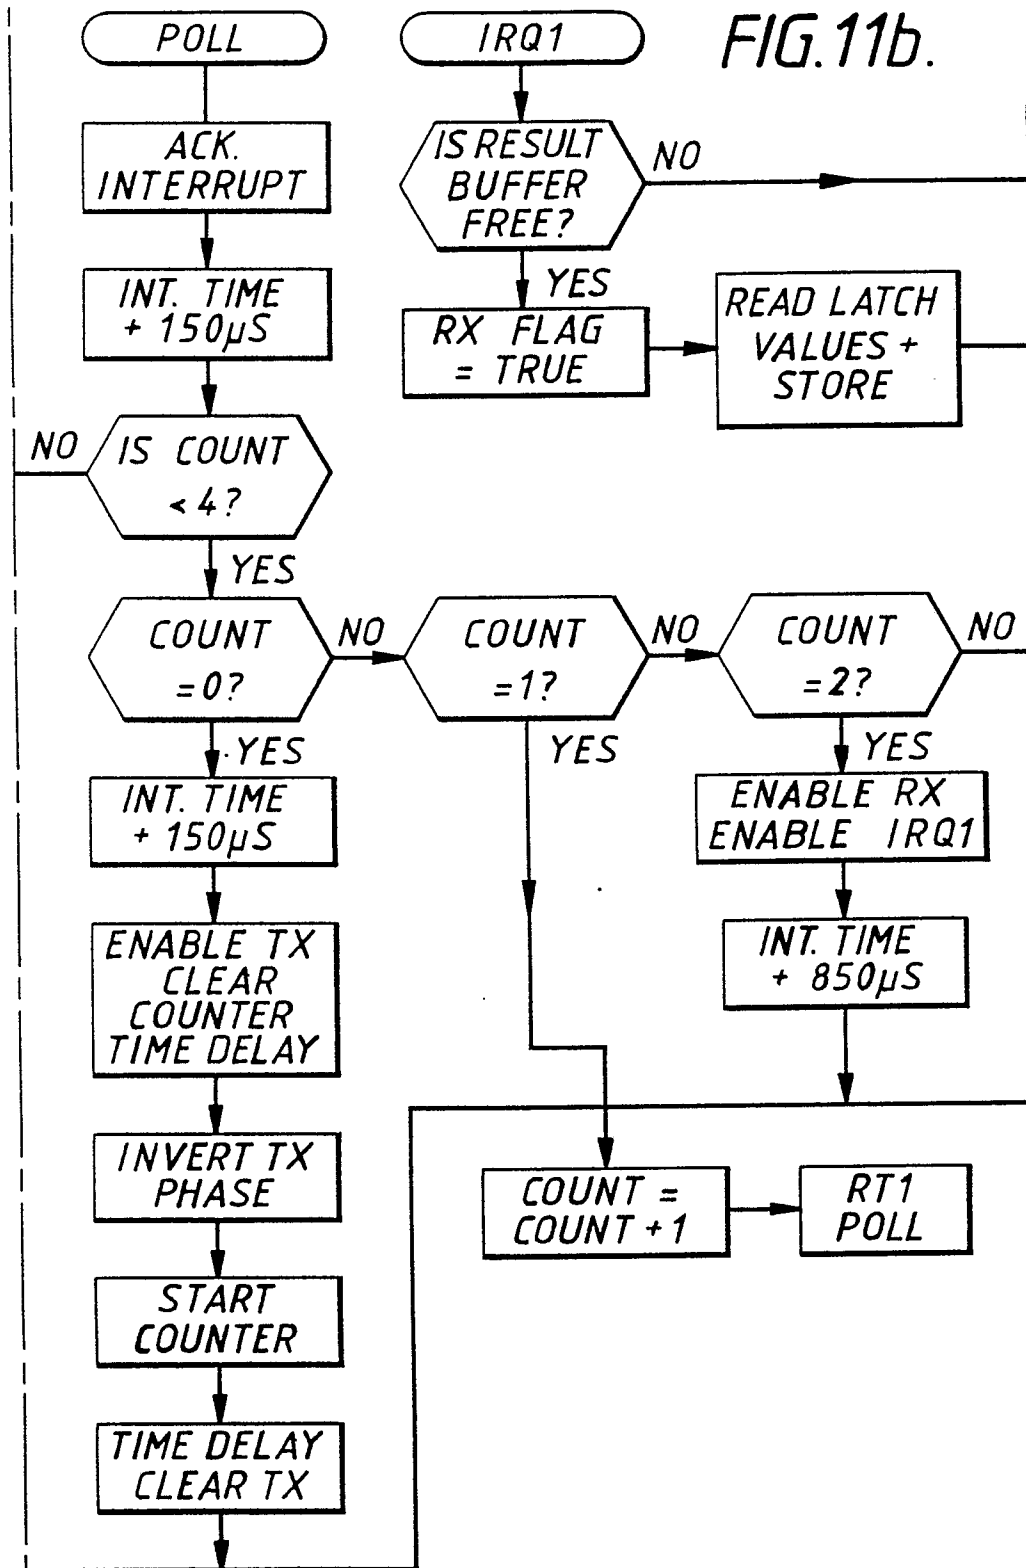 FIG.11b.
POLL
ACK.
INTERRUPT
INT. TIME
+ 150µS
IS COUNT
< 4?
NO
YES
COUNT
=0?
NO
YES
INT. TIME
+ 150µS
ENABLE TX
CLEAR
COUNTER
TIME DELAY
INVERT TX
PHASE
START
COUNTER
TIME DELAY
CLEAR TX
IRQ1
IS RESULT
BUFFER
FREE?
NO
YES
RX FLAG
= TRUE
READ LATCH
VALUES +
STORE
COUNT
=1?
NO
YES
COUNT
=2?
NO
YES
ENABLE RX
ENABLE IRQ1
INT. TIME
+ 850µS
COUNT =
COUNT +1
RT1
POLL